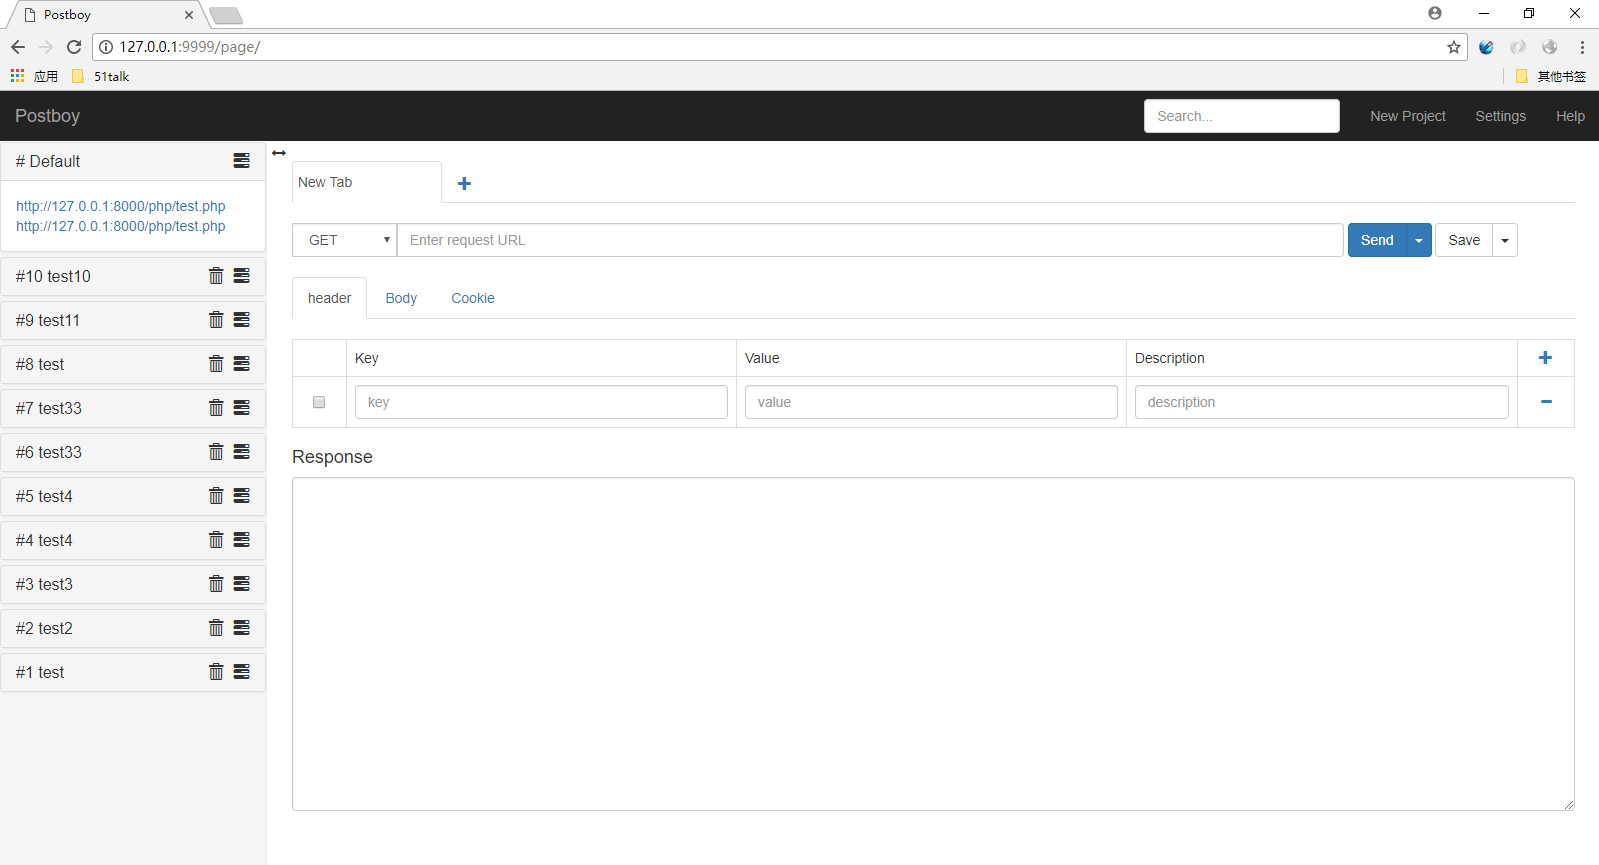 Postboy
127.0.0.1:9999/page/
应用 51talk 其他书签
Postboy Search... New Project Settings Help
# Default
http://127.0.0.1:8000/php/test.php
http://127.0.0.1:8000/php/test.php
#10 test10
#9 test11
#8 test
#7 test33
#6 test33
#5 test4
#4 test4
#3 test3
#2 test2
#1 test
New Tab
GET Enter request URL Send Save
header Body Cookie
Key Value Description
key value description
Response